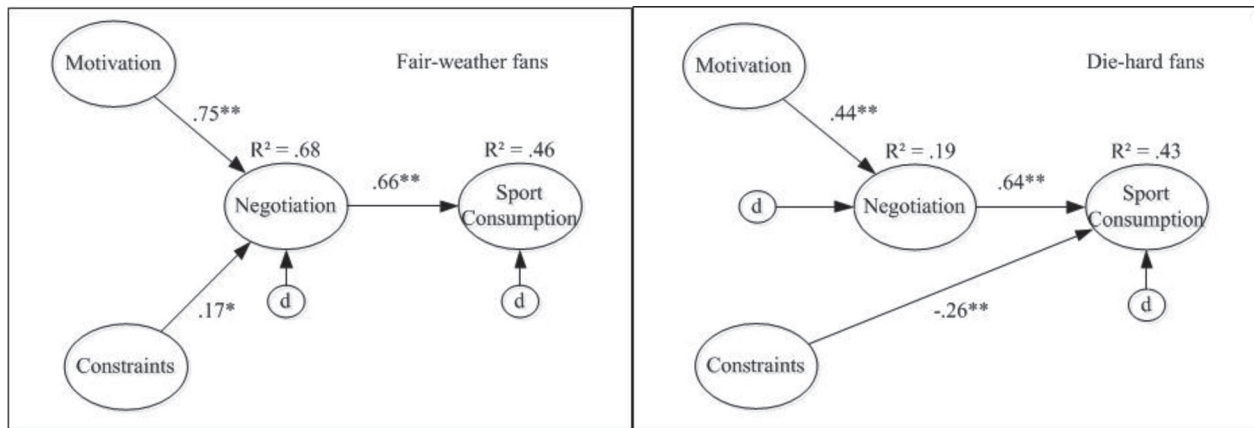 Motivation
Fair-weather fans
.75**
R² = .68
R² = .46
Negotiation
.66**
Sport
Consumption
.17*
d
d
Constraints
Motivation
Die-hard fans
.44**
R² = .19
R² = .43
d
Negotiation
.64**
Sport
Consumption
-.26**
d
Constraints